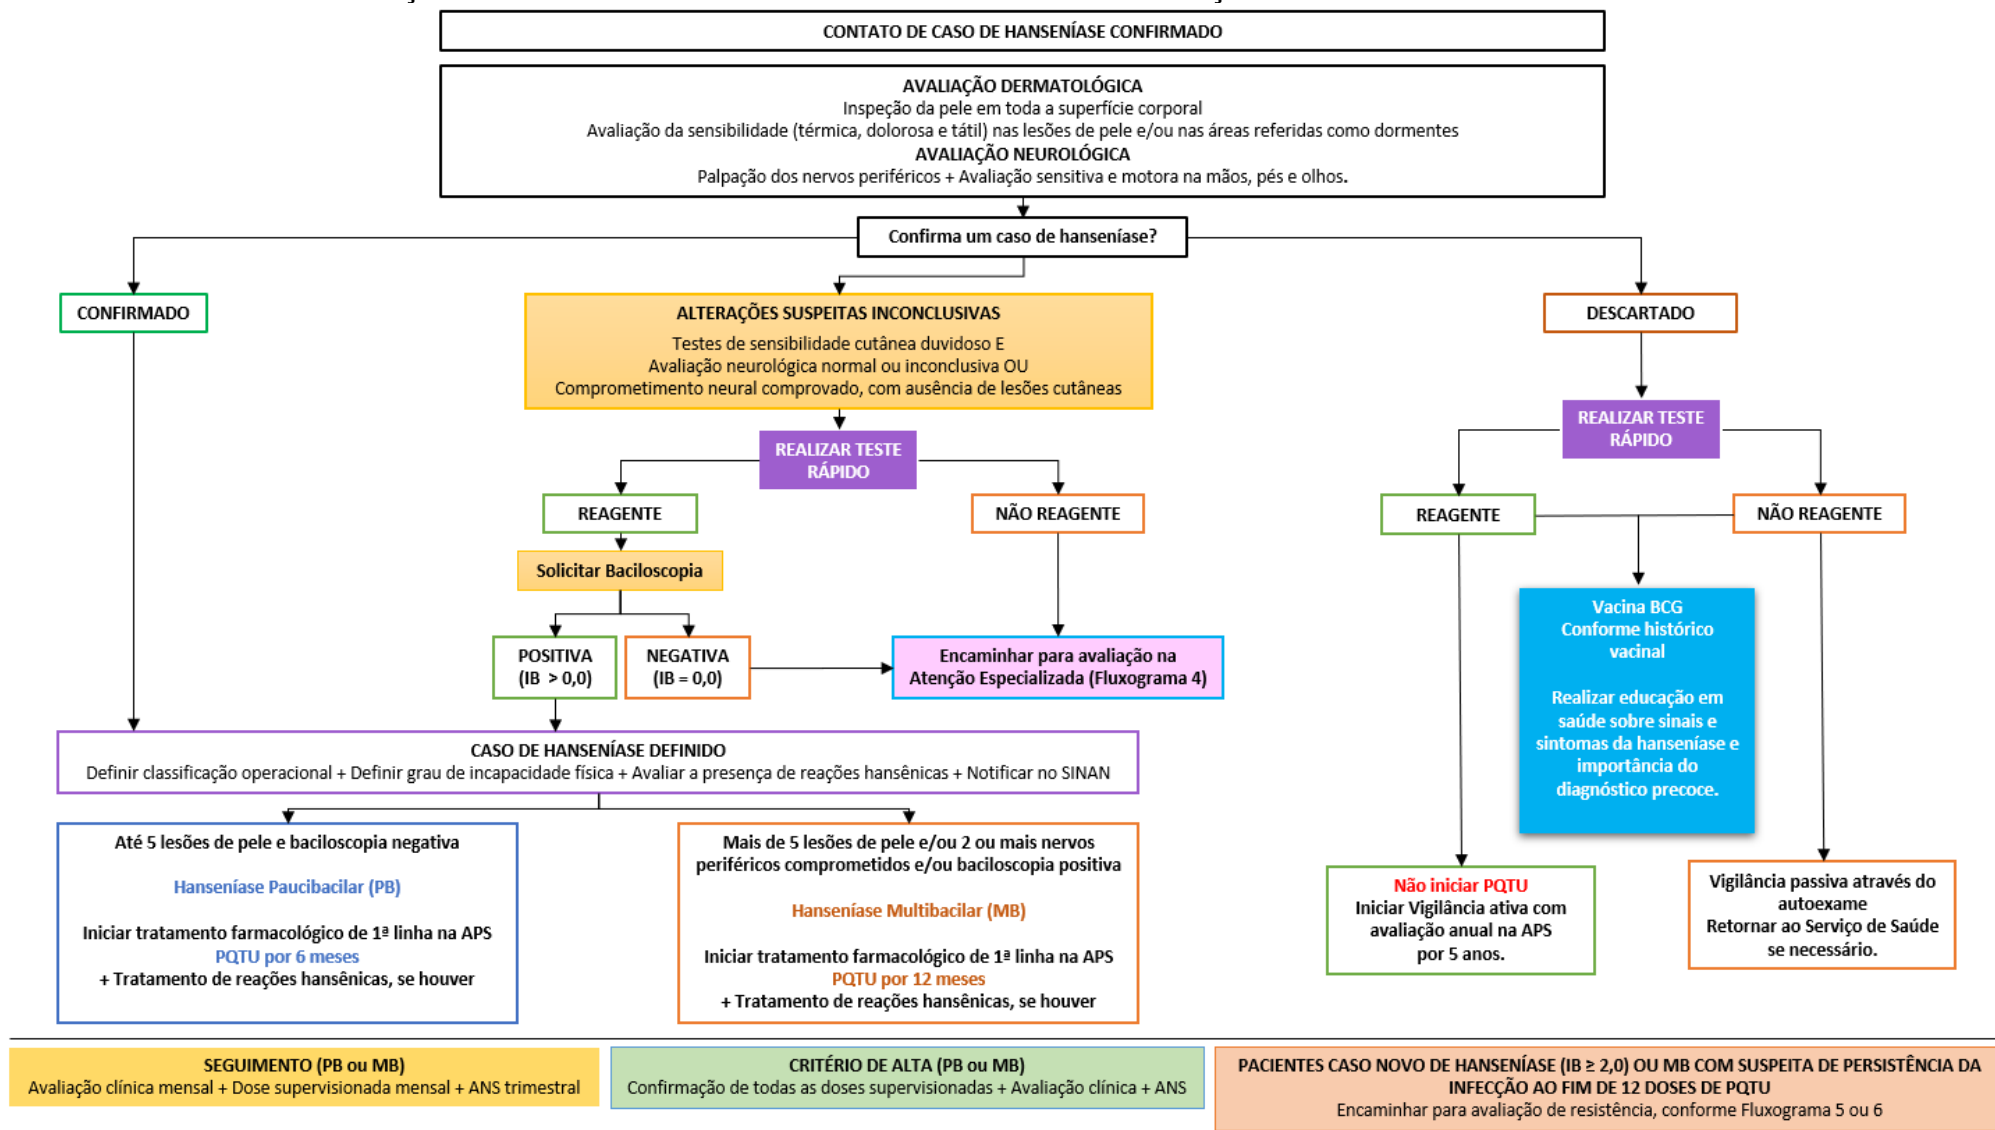 CONTATO DE CASO DE HANSENÍASE CONFIRMADO
AVALIAÇÃO DERMATOLÓGICA
Inspeção da pele em toda a superfície corporal
Avaliação da sensibilidade (térmica, dolorosa e tátil) nas lesões de pele e/ou nas áreas referidas como dormentes
AVALIAÇÃO NEUROLÓGICA
Palpação dos nervos periféricos + Avaliação sensitiva e motora na mãos, pés e olhos.
Confirma um caso de hanseníase?
CONFIRMADO
ALTERAÇÕES SUSPEITAS INCONCLUSIVAS
Testes de sensibilidade cutânea duvidoso E
Avaliação neurológica normal ou inconclusiva OU
Comprometimento neural comprovado, com ausência de lesões cutâneas
DESCARTADO
REALIZAR TESTE
RÁPIDO
REALIZAR TESTE
RÁPIDO
REAGENTE
NÃO REAGENTE
REAGENTE
NÃO REAGENTE
Solicitar Baciloscopia
POSITIVA
(IB > 0,0)
NEGATIVA
(IB = 0,0)
Encaminhar para avaliação na
Atenção Especializada (Fluxograma 4)
Vacina BCG
Conforme histórico
vacinal
Realizar educação em
saúde sobre sinais e
sintomas da hanseníase e
importância do
diagnóstico precoce.
CASO DE HANSENÍASE DEFINIDO
Definir classificação operacional + Definir grau de incapacidade física + Avaliar a presença de reações hansênicas + Notificar no SINAN
Até 5 lesões de pele e baciloscopia negativa
Hanseníase Paucibacilar (PB)
Iniciar tratamento farmacológico de 1ª linha na APS
PQTU por 6 meses
+ Tratamento de reações hansênicas, se houver
Mais de 5 lesões de pele e/ou 2 ou mais nervos
periféricos comprometidos e/ou baciloscopia positiva
Hanseníase Multibacilar (MB)
Iniciar tratamento farmacológico de 1ª linha na APS
PQTU por 12 meses
+ Tratamento de reações hansênicas, se houver
Não iniciar PQTU
Iniciar Vigilância ativa com
avaliação anual na APS
por 5 anos.
Vigilância passiva através do
autoexame
Retornar ao Serviço de Saúde
se necessário.
SEGUIMENTO (PB ou MB)
Avaliação clínica mensal + Dose supervisionada mensal + ANS trimestral
CRITÉRIO DE ALTA (PB ou MB)
Confirmação de todas as doses supervisionadas + Avaliação clínica + ANS
PACIENTES CASO NOVO DE HANSENÍASE (IB ≥ 2,0) OU MB COM SUSPEITA DE PERSISTÊNCIA DA
INFECÇÃO AO FIM DE 12 DOSES DE PQTU
Encaminhar para avaliação de resistência, conforme Fluxograma 5 ou 6